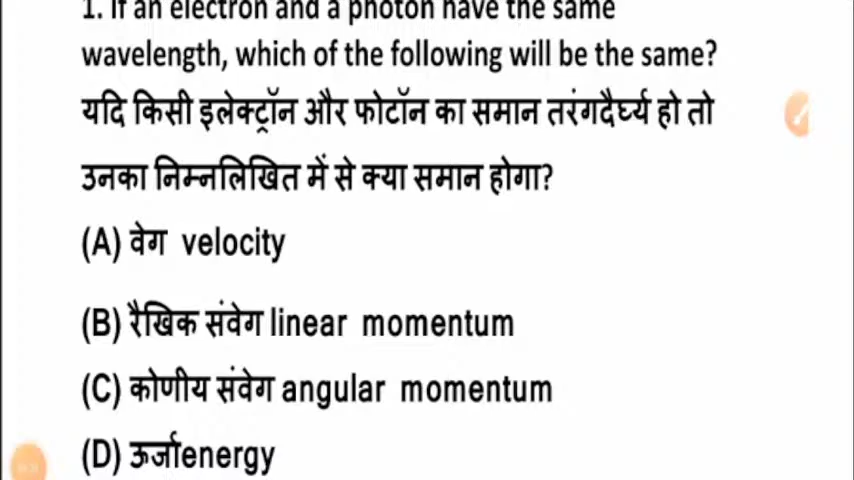 1. If an electron and a photon have the same
wavelength, which of the following will be the same?
यदि किसी इलेक्ट्रॉन और फोटॉन का समान तरंगदैर्घ्य हो तो
उनका निम्नलिखित में से क्या समान होगा?
(A) वेग velocity
(B) रैखिक संवेग linear momentum
(C) कोणीय संवेग angular momentum
(D) ऊर्जाenergy